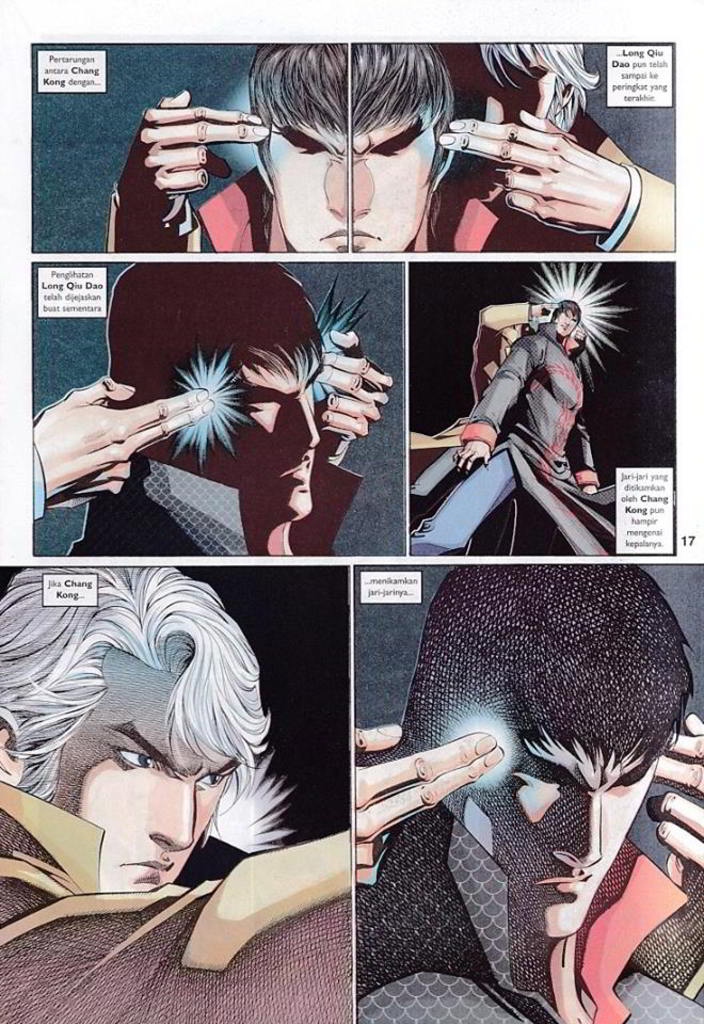 Pertarungan
antara Chang
Kong dengan...
...Long Qiu
Dao pun telah
sampai ke
peringkat yang
terakhir.
Penglihatan
Long Qiu Dao
telah dijejaskan
buat sementara
Jari-jari yang
ditikamkan
oleh Chang
Kong pun
hampir
mengenai
kepalanya.
17
Jika Chang
Kong...
...menikamkan
jari-jarinya...